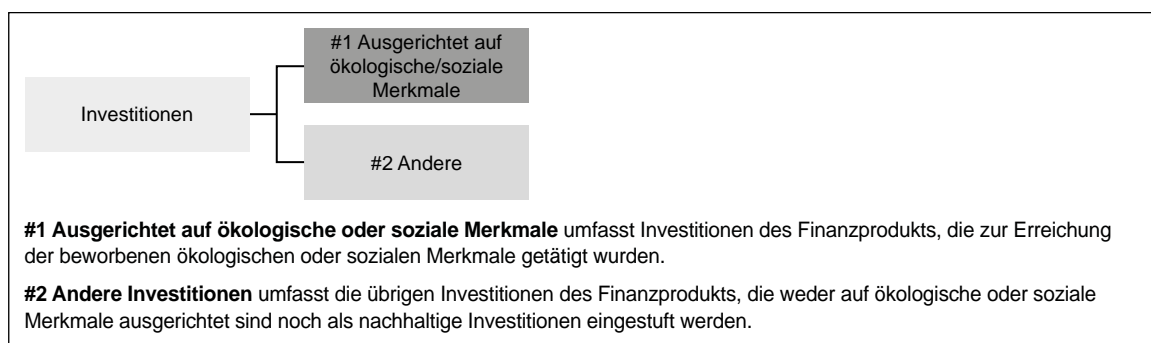 #1 Ausgerichtet auf
ökologische/soziale
Merkmale
Investitionen
#2 Andere
#1 Ausgerichtet auf ökologische oder soziale Merkmale umfasst Investitionen des Finanzprodukts, die zur Erreichung
der beworbenen ökologischen oder sozialen Merkmale getätigt wurden.
#2 Andere Investitionen umfasst die übrigen Investitionen des Finanzprodukts, die weder auf ökologische oder soziale
Merkmale ausgerichtet sind noch als nachhaltige Investitionen eingestuft werden.